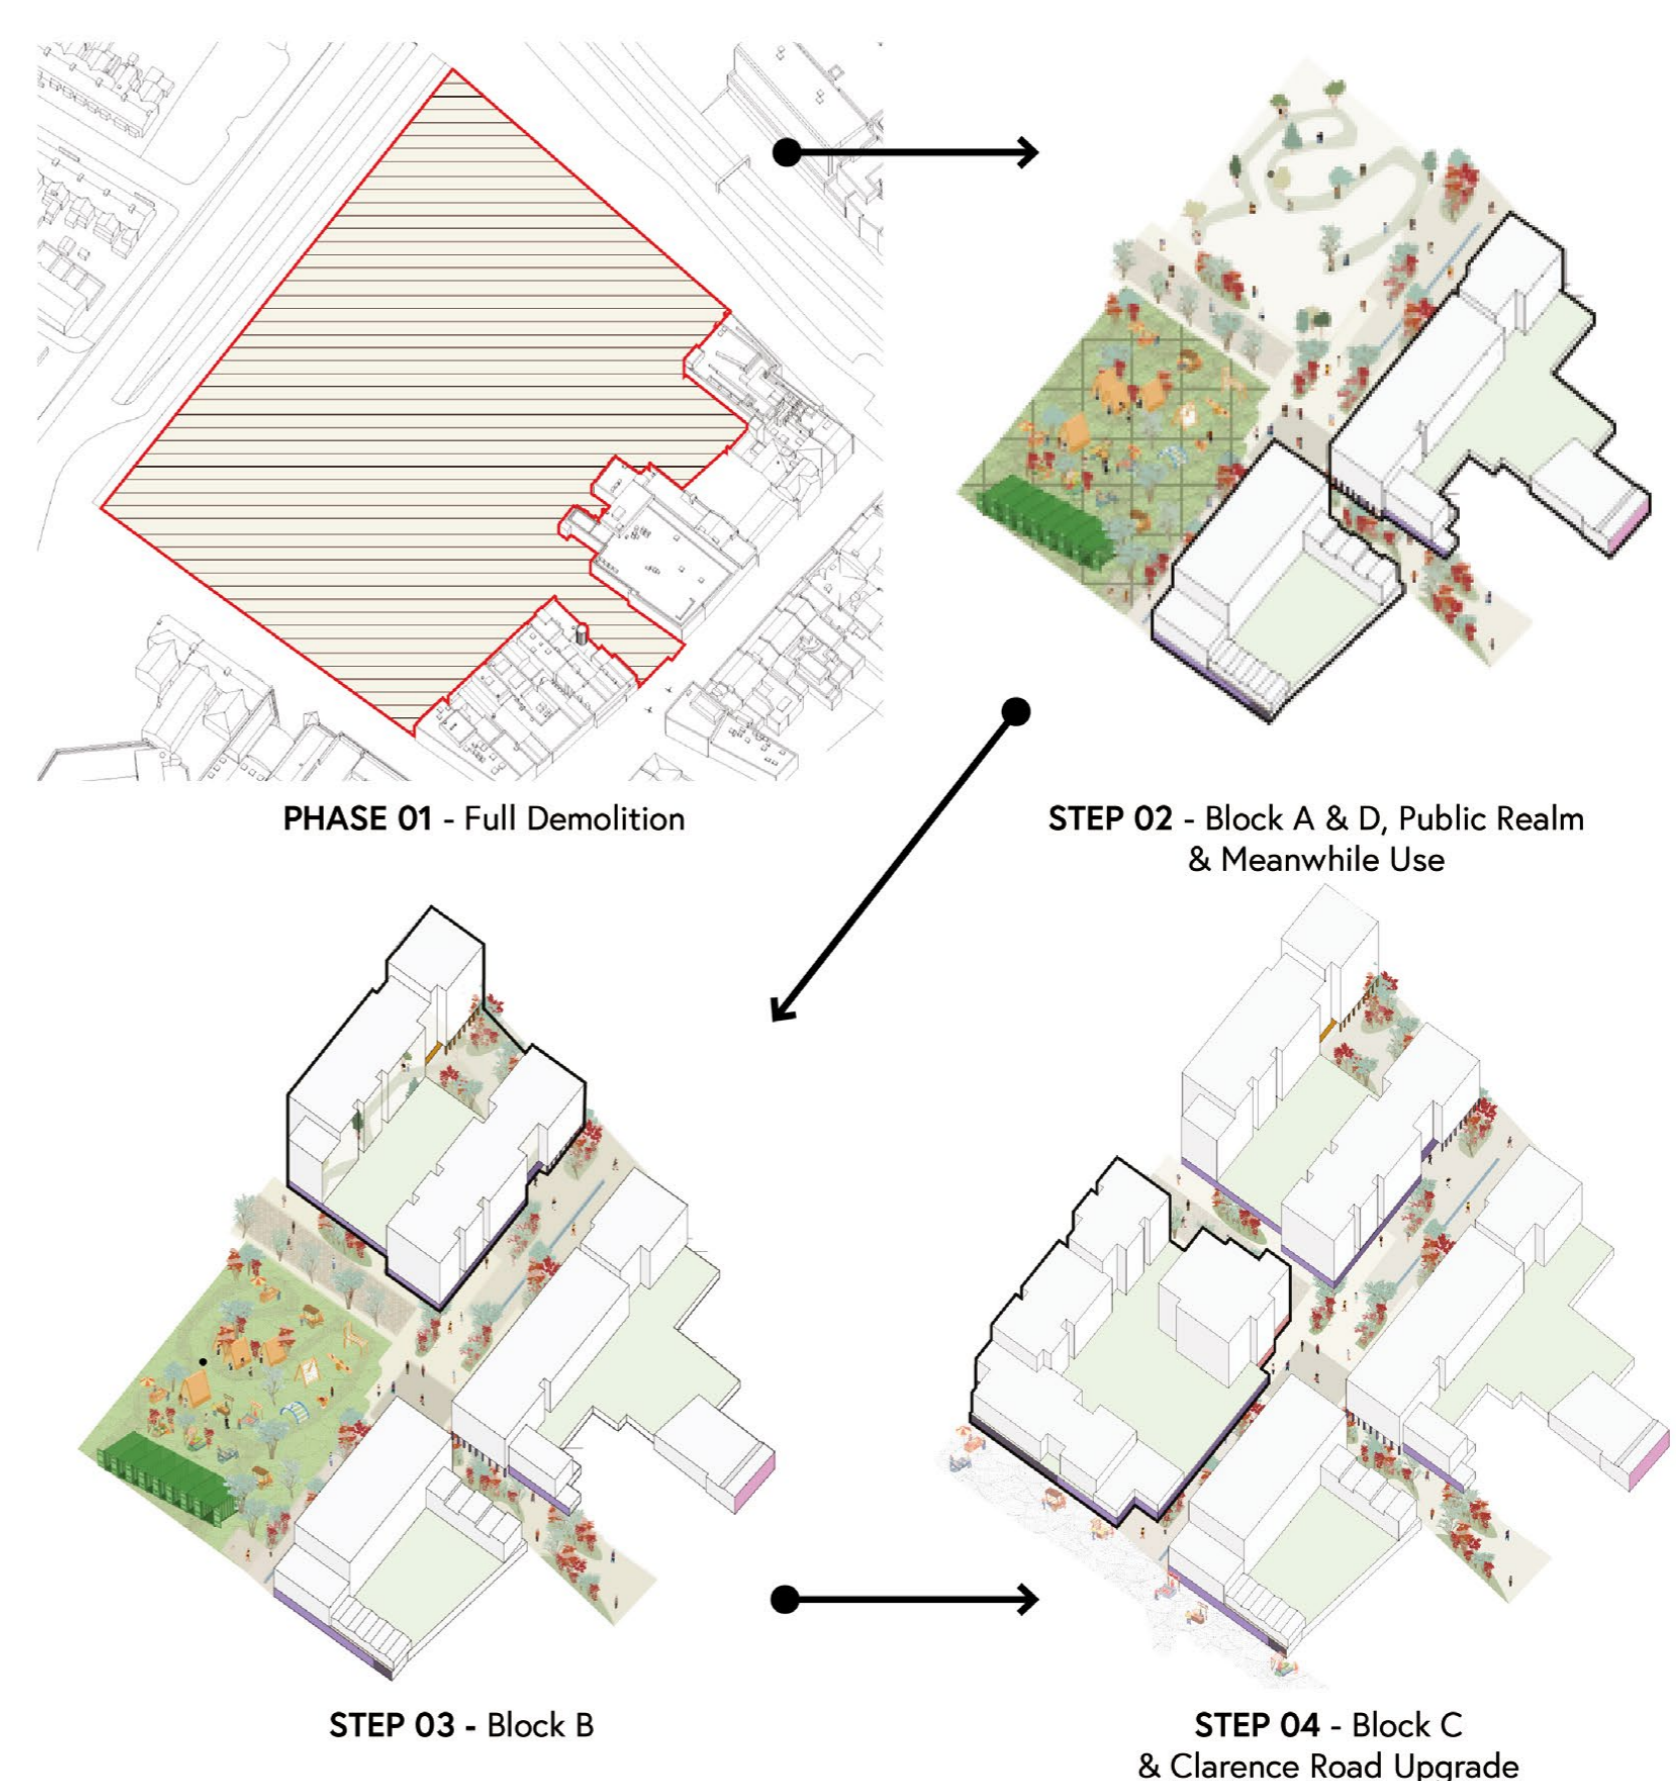 PHASE 01 - Full Demolition
STEP 02 - Block A & D, Public Realm
& Meanwhile Use
STEP 03 - Block B
STEP 04 - Block C
& Clarence Road Upgrade